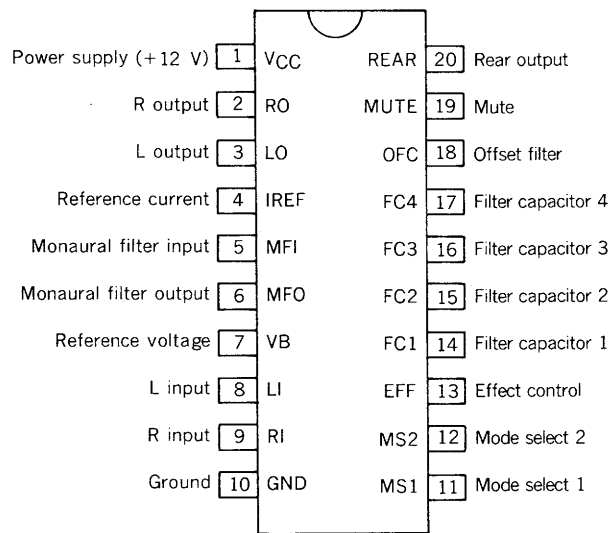 Power supply (+12 V) 1 VCC REAR 20 Rear output
R output 2 RO MUTE 19 Mute
L output 3 LO OFC 18 Offset filter
Reference current 4 IREF FC4 17 Filter capacitor 4
Monaural filter input 5 MFI FC3 16 Filter capacitor 3
Monaural filter output 6 MFO FC2 15 Filter capacitor 2
Reference voltage 7 VB FC1 14 Filter capacitor 1
L input 8 LI EFF 13 Effect control
R input 9 RI MS2 12 Mode select 2
Ground 10 GND MS1 11 Mode select 1